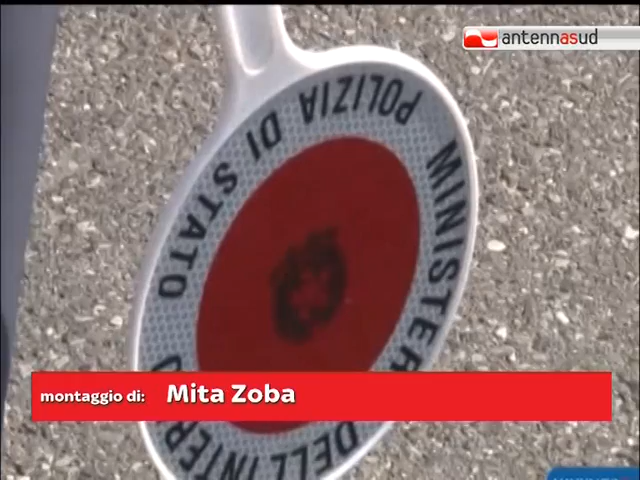 antennasud
POLIZIA DI STATO
MINISTERO DELL'INTERNO
montaggio di: Mita Zoba